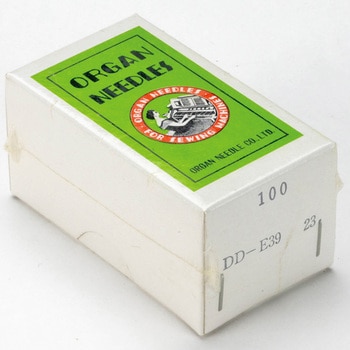 ORGAN
NEEDLES
ORGAN NEEDLES
FOR SEWING MACHINES
ORGAN NEEDLE CO., LTD.
100
DD-E39 23